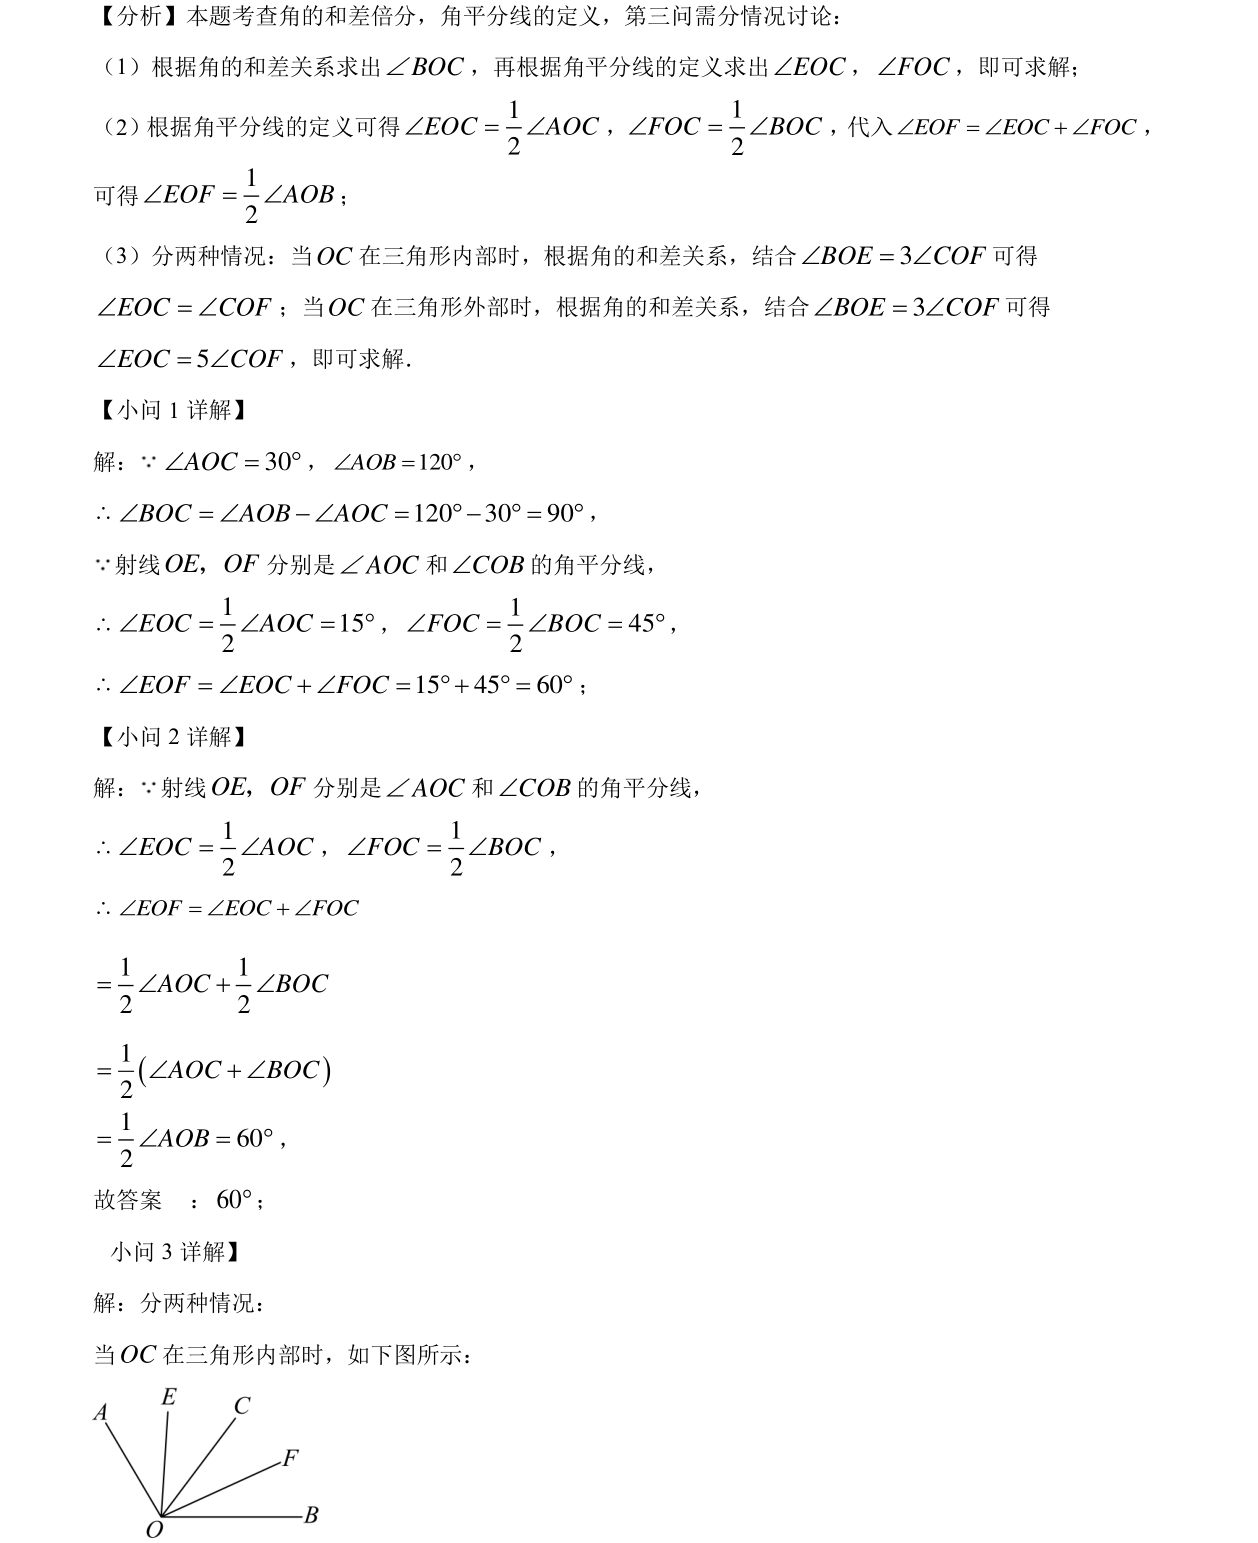 【分析】本题考查角的和差倍分，角平分线的定义，第三问需分情况讨论：
（1）根据角的和差关系求出∠BOC，再根据角平分线的定义求出∠EOC，∠FOC，即可求解；
（2）根据角平分线的定义可得∠EOC=1/2∠AOC，∠FOC=1/2∠BOC，代入∠EOF=∠EOC+∠FOC，
可得∠EOF=1/2∠AOB；
（3）分两种情况：当OC在三角形内部时，根据角的和差关系，结合∠BOE=3∠COF可得
∠EOC=∠COF；当OC在三角形外部时，根据角的和差关系，结合∠BOE=3∠COF可得
∠EOC=5∠COF，即可求解.
【小问1详解】
解：∵∠AOC=30°，∠AOB=120°，
∴∠BOC=∠AOB−∠AOC=120°−30°=90°，
∵射线OE，OF分别是∠AOC和∠COB的角平分线，
∴∠EOC=1/2∠AOC=15°，∠FOC=1/2∠BOC=45°，
∴∠EOF=∠EOC+∠FOC=15°+45°=60°；
【小问2详解】
解：∵射线OE，OF分别是∠AOC和∠COB的角平分线，
∴∠EOC=1/2∠AOC，∠FOC=1/2∠BOC，
∴∠EOF=∠EOC+∠FOC
=1/2∠AOC+1/2∠BOC
=1/2(∠AOC+∠BOC)
=1/2∠AOB=60°，
故答案 ：60°；
小问3详解】
解：分两种情况：
当OC在三角形内部时，如下图所示：
A E C
F
B
O